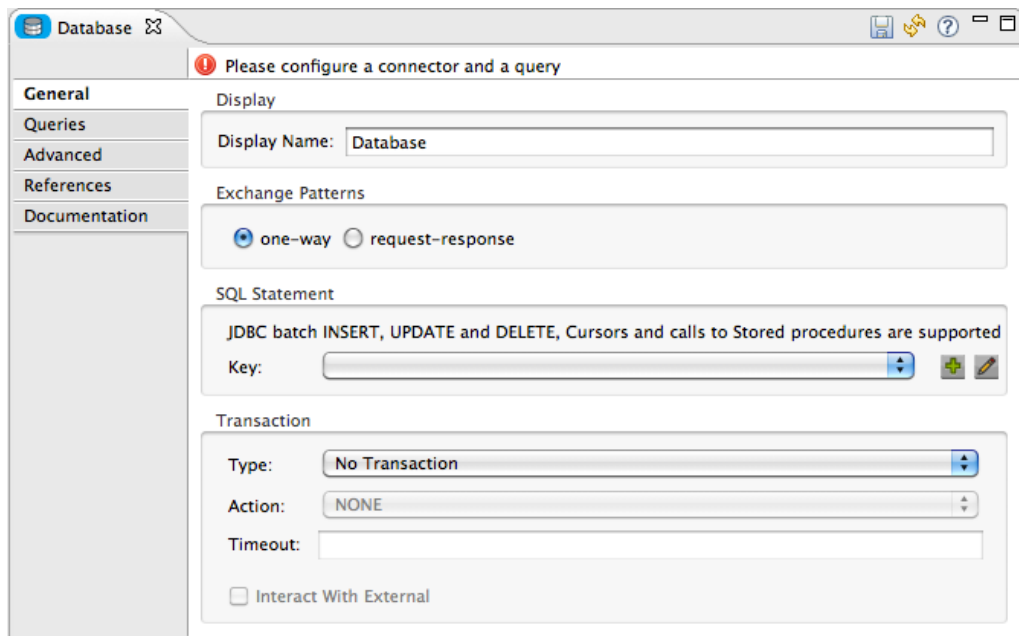 Database
Please configure a connector and a query
General
Queries
Advanced
References
Documentation
Display
Display Name: Database
Exchange Patterns
one-way request-response
SQL Statement
JDBC batch INSERT, UPDATE and DELETE, Cursors and calls to Stored procedures are supported
Key:
Transaction
Type: No Transaction
Action: NONE
Timeout:
Interact With External